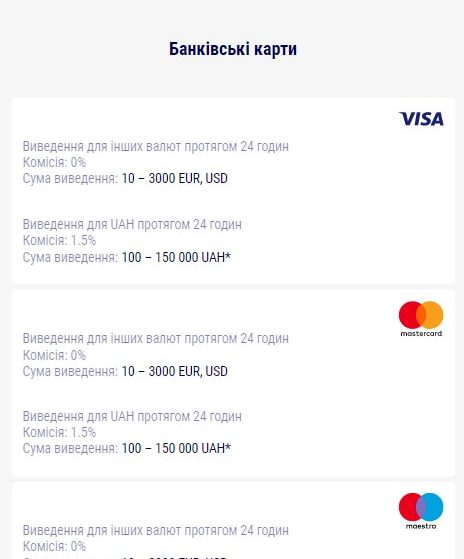 Банківські карти
VISA
Виведення для інших валют протягом 24 годин
Комісія: 0%
Сума виведення: 10 – 3000 EUR, USD
Виведення для UAH протягом 24 годин
Комісія: 1.5%
Сума виведення: 100 – 150 000 UAH*
mastercard
Виведення для інших валют протягом 24 годин
Комісія: 0%
Сума виведення: 10 – 3000 EUR, USD
Виведення для UAH протягом 24 годин
Комісія: 1.5%
Сума виведення: 100 – 150 000 UAH*
maestro
Виведення для інших валют протягом 24 годин
Комісія: 0%